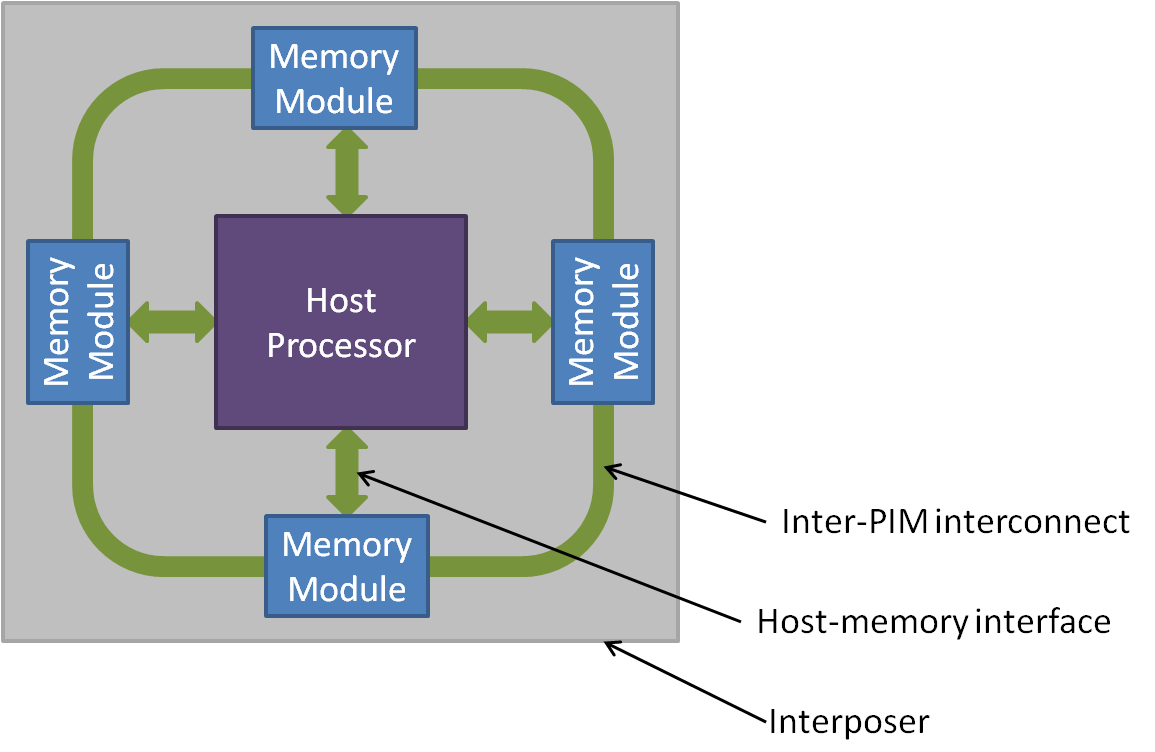 Memory
Module
Memory
Module
Host
Processor
Memory
Module
Memory
Module
Inter-PIM interconnect
Host-memory interface
Interposer